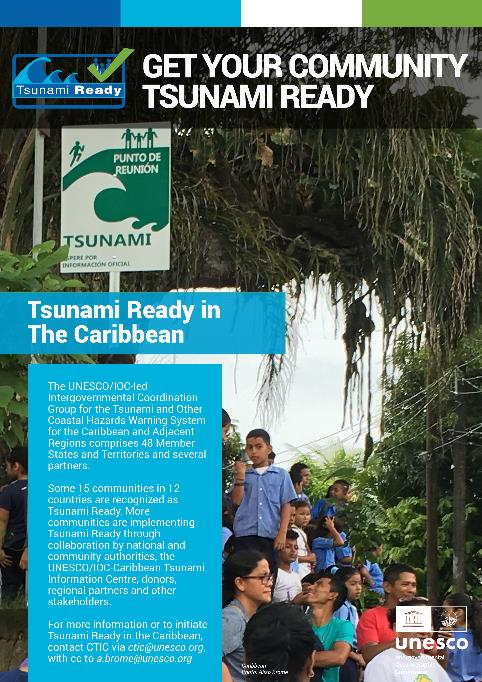 Tsunami Ready
GET YOUR COMMUNITY
TSUNAMI READY
PUNTO DE
REUNIÓN
TSUNAMI
ESPERE POR
INFORMACIÓN OFICIAL
Tsunami Ready in
The Caribbean
The UNESCO/IOC-led
Intergovernmental Coordination
Group for the Tsunami and Other
Coastal Hazards Warning System
for the Caribbean and Adjacent
Regions comprises 48 Member
States and Territories and several
partners.
Some 15 communities in 12
countries are recognized as
Tsunami Ready. More
communities are implementing
Tsunami Ready through
collaboration by national and
community authorities, the
UNESCO/IOC-Caribbean Tsunami
Information Centre, donors,
regional partners and other
stakeholders.
For more information or to initiate
Tsunami Ready in the Caribbean,
contact CTIC via ctic@unesco.org,
with cc to a.brome@unesco.org
Caribbean
unesco
Intergovernmental
Oceanographic
Commission